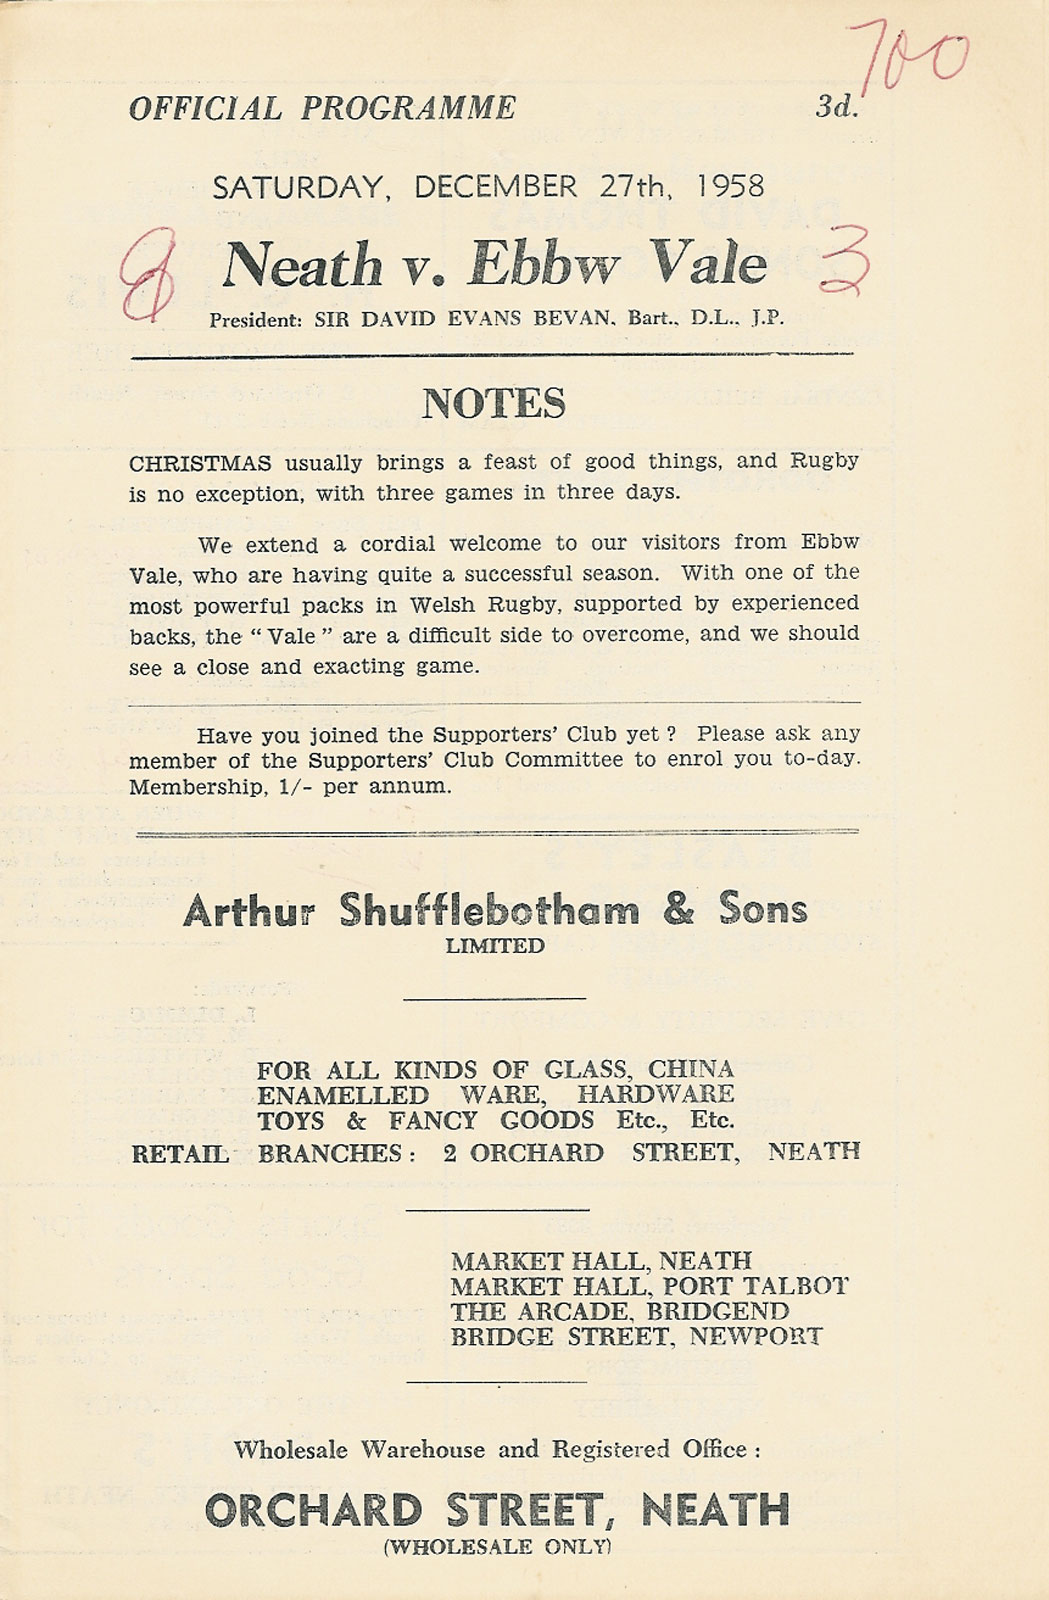 700
OFFICIAL PROGRAMME 3d.
SATURDAY, DECEMBER 27th, 1958
8 Neath v. Ebbw Vale 3
President: SIR DAVID EVANS BEVAN. Bart., D.L., J.P.
NOTES
CHRISTMAS usually brings a feast of good things, and Rugby
is no exception, with three games in three days.
We extend a cordial welcome to our visitors from Ebbw
Vale, who are having quite a successful season. With one of the
most powerful packs in Welsh Rugby, supported by experienced
backs, the "Vale" are a difficult side to overcome, and we should
see a close and exacting game.
Have you joined the Supporters' Club yet ? Please ask any
member of the Supporters' Club Committee to enrol you to-day.
Membership, 1/- per annum.
Arthur Shufflebotham & Sons
LIMITED
FOR ALL KINDS OF GLASS, CHINA
ENAMELLED WARE, HARDWARE
TOYS & FANCY GOODS Etc., Etc.
RETAIL BRANCHES : 2 ORCHARD STREET, NEATH
MARKET HALL, NEATH
MARKET HALL, PORT TALBOT
THE ARCADE, BRIDGEND
BRIDGE STREET, NEWPORT
Wholesale Warehouse and Registered Office :
ORCHARD STREET, NEATH
(WHOLESALE ONLY)